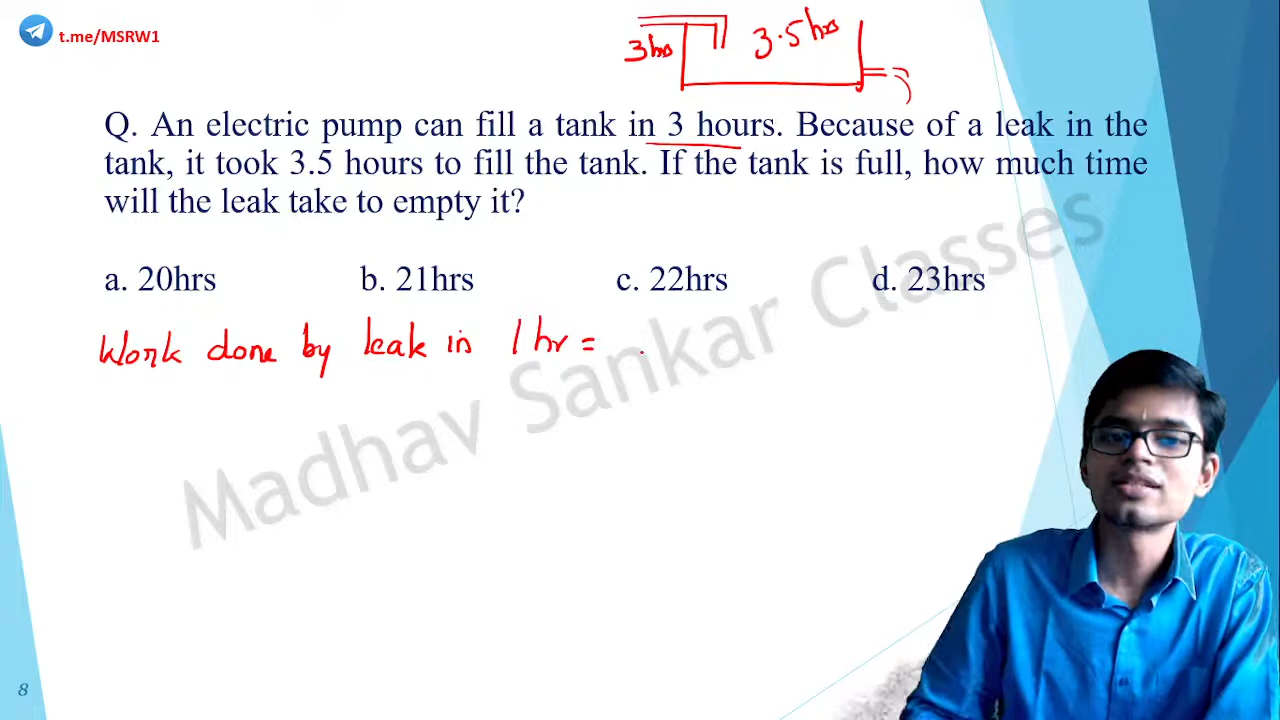 t.me/MSRW1
3hrs
3.5 hrs
Q. An electric pump can fill a tank in 3 hours. Because of a leak in the
tank, it took 3.5 hours to fill the tank. If the tank is full, how much time
will the leak take to empty it?
a. 20hrs b. 21hrs c. 22hrs d. 23hrs
Work done by leak in 1 hr =
Madhav Sankar Classes
8